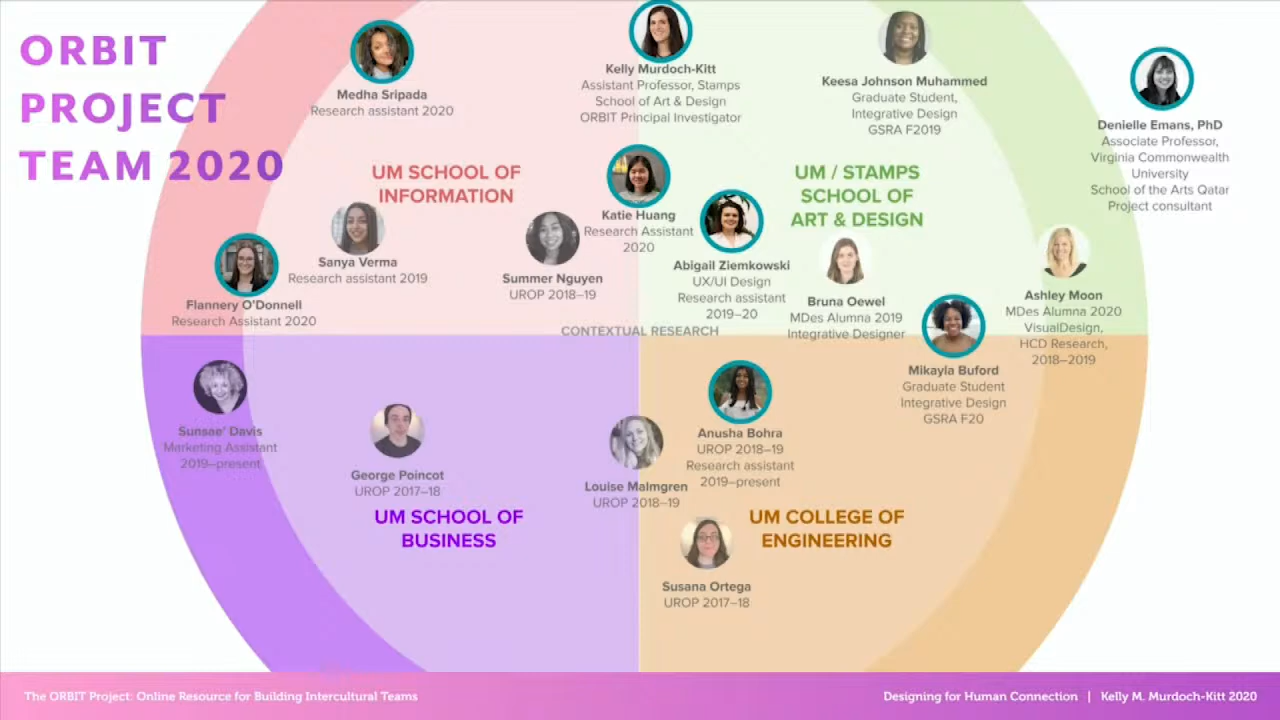 ORBIT
PROJECT
TEAM 2020
Medha Sripada
Research assistant 2020
Kelly Murdoch-Kitt
Assistant Professor, Stamps
School of Art & Design
ORBIT Principal Investigator
Keesa Johnson Muhammed
Graduate Student,
Integrative Design
GSRA F2019
Denielle Emans, PhD
Associate Professor,
Virginia Commonwealth
University
School of the Arts Qatar
Project consultant
UM SCHOOL OF
INFORMATION
UM / STAMPS
SCHOOL OF
ART & DESIGN
Katie Huang
Research Assistant
2020
Sanya Verma
Research assistant 2019
Summer Nguyen
UROP 2018–19
Abigail Ziemkowski
UX/UI Design
Research assistant
2019–20
Bruna Oewel
MDes Alumna 2019
Integrative Designer
Ashley Moon
MDes Alumna 2020
VisualDesign,
HCD Research,
2018–2019
Flannery O'Donnell
Research Assistant 2020
CONTEXTUAL RESEARCH
Mikayla Buford
Graduate Student
Integrative Design
GSRA F20
Sunsae' Davis
Marketing Assistant
2019–present
George Poincot
UROP 2017–18
Louise Malmgren
UROP 2018–19
Anusha Bohra
UROP 2018–19
Research assistant
2019–present
UM SCHOOL OF
BUSINESS
UM COLLEGE OF
ENGINEERING
Susana Ortega
UROP 2017–18
The ORBIT Project: Online Resource for Building Intercultural Teams
Designing for Human Connection | Kelly M. Murdoch-Kitt 2020